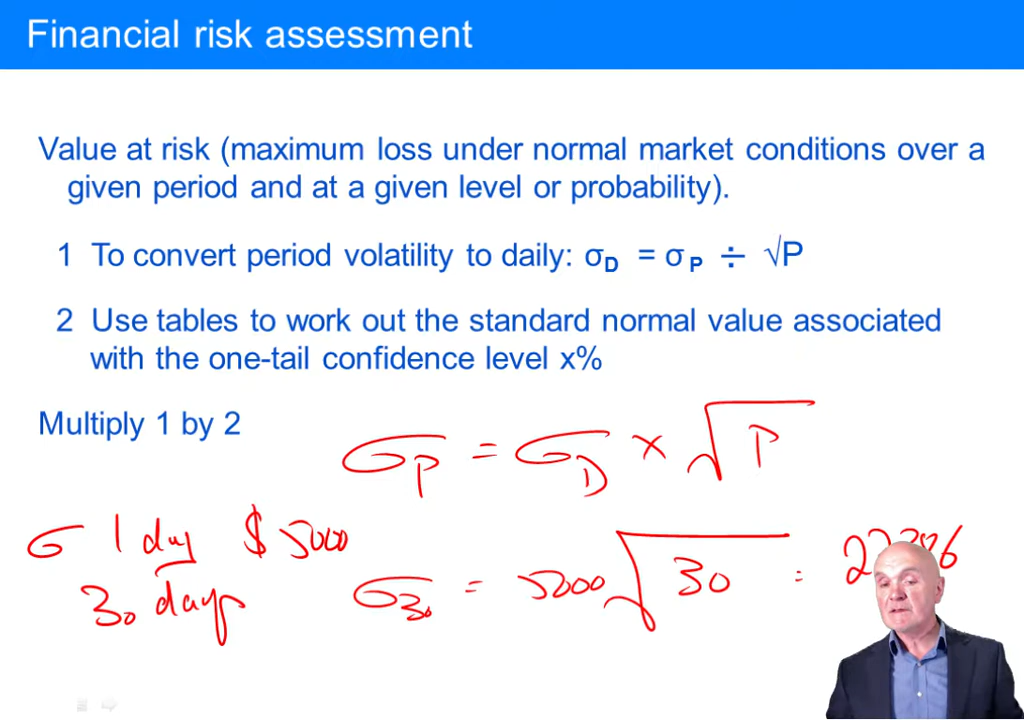 Financial risk assessment
Value at risk (maximum loss under normal market conditions over a
given period and at a given level or probability).
1 To convert period volatility to daily: σD = σP ÷ √P
2 Use tables to work out the standard normal value associated
with the one-tail confidence level x%
Multiply 1 by 2
σP = σD × √P
σ 1 day $ 5000
30 days
σ30 = 5000 √30 =